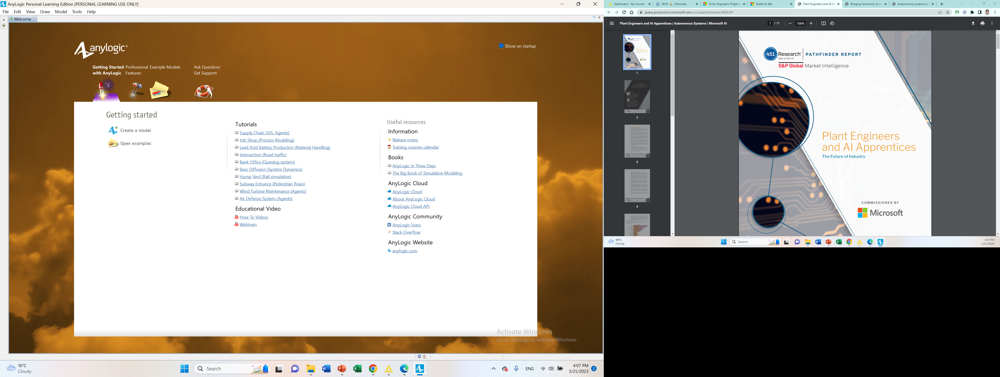 AnyLogic Personal Learning Edition [PERSONAL LEARNING USE ONLY]
File Edit View Draw Model Tools Help
Welcome
anylogic®
Show on startup
Getting Started with AnyLogic
Professional Features
Example Models
Ask Question/ Get Support
Getting started
Create a model
Open examples
Tutorials
Supply Chain (GIS, Agents)
Job Shop (Process Modeling)
Lead Acid Battery Production (Material Handling)
Intersection (Road traffic)
Bank Office (Queuing system)
Bass Diffusion (System Dynamics)
Hump Yard (Rail simulation)
Subway Entrance (Pedestrian flows)
Wind Turbine Maintenance (Agents)
Air Defense System (Agents)
Educational Video
How-To Videos
Webinars
Useful resources
Information
Release notes
Training courses calendar
Books
AnyLogic in Three Days
The Big Book of Simulation Modeling
AnyLogic Cloud
AnyLogic Cloud
About AnyLogic Cloud
AnyLogic Cloud API
AnyLogic Community
AnyLogic Users
Stack Overflow
AnyLogic Website
anylogic.com
Activate Windows
Go to Settings to activate Windows.
16°C
Cloudy
Search
ENG
4:07 PM
3/21/2023
2
Dashboard - My Courses
38:52 | Pomodor
AI for Engineers: Project
Bottle to Ball
Plant Engineers and AI Ap
Bringing Autonomy to In
Autonomous systems on
query.prod.cms.rt.microsoft.com/cms/api/am/binary/RE4LI0Y
Plant Engineers and AI Apprentices | Autonomous Systems | Microsoft AI
1 / 11
100%
1
2
3
4
451 Research
Now a Part of
PATHFINDER REPORT
S&P Global Market Intelligence
Plant Engineers
and AI Apprentices
The Future of Industry
COMMISSIONED BY
Microsoft
16°C
Cloudy
Search
4:07 PM
3/21/2023